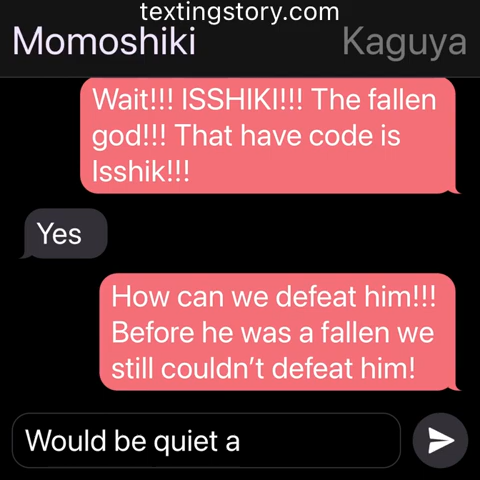 textingstory.com
Momoshiki Kaguya
Wait!!! ISSHIKI!!! The fallen
god!!! That have code is
Isshik!!!
Yes
How can we defeat him!!!
Before he was a fallen we
still couldn’t defeat him!
Would be quiet a